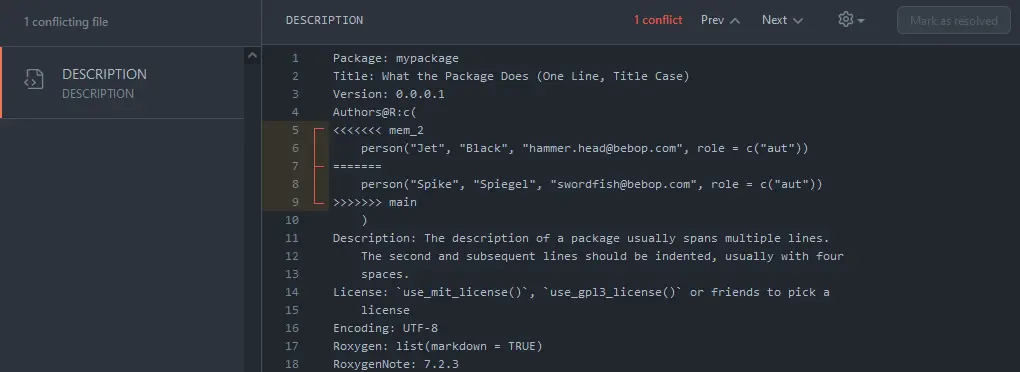 1 conflicting file
DESCRIPTION
DESCRIPTION
DESCRIPTION 1 conflict Prev Next Mark as resolved
1 Package: mypackage
2 Title: What the Package Does (One Line, Title Case)
3 Version: 0.0.0.1
4 Authors@R:c(
5 <<<<<<< mem_2
6     person("Jet", "Black", "hammer.head@bebop.com", role = c("aut"))
7 =======
8     person("Spike", "Spiegel", "swordfish@bebop.com", role = c("aut"))
9 >>>>>>> main
10     )
11 Description: The description of a package usually spans multiple lines.
12     The second and subsequent lines should be indented, usually with four
13     spaces.
14 License: `use_mit_license()`, `use_gpl3_license()` or friends to pick a
15     license
16 Encoding: UTF-8
17 Roxygen: list(markdown = TRUE)
18 RoxygenNote: 7.2.3